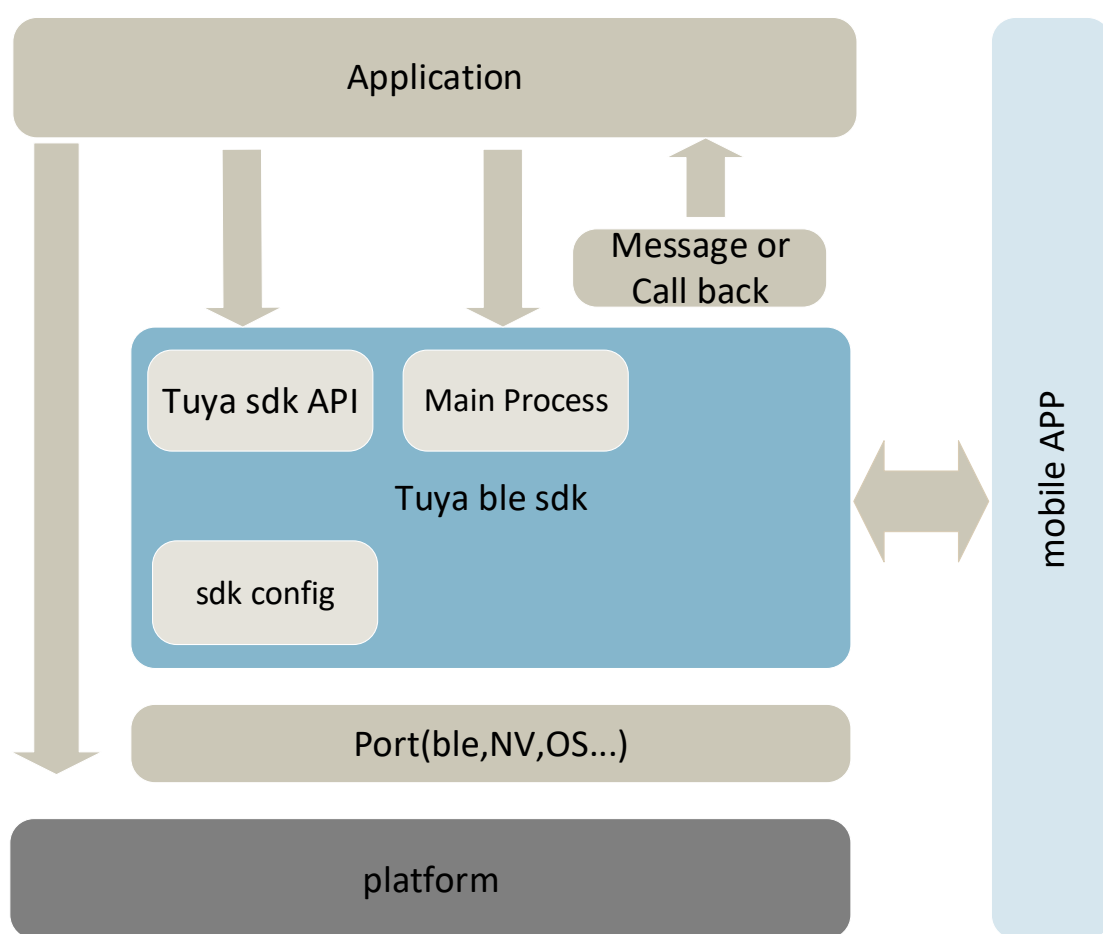 Application
Message or
Call back
Tuya sdk API
Main Process
Tuya ble sdk
sdk config
Port(ble,NV,OS...)
platform
mobile APP